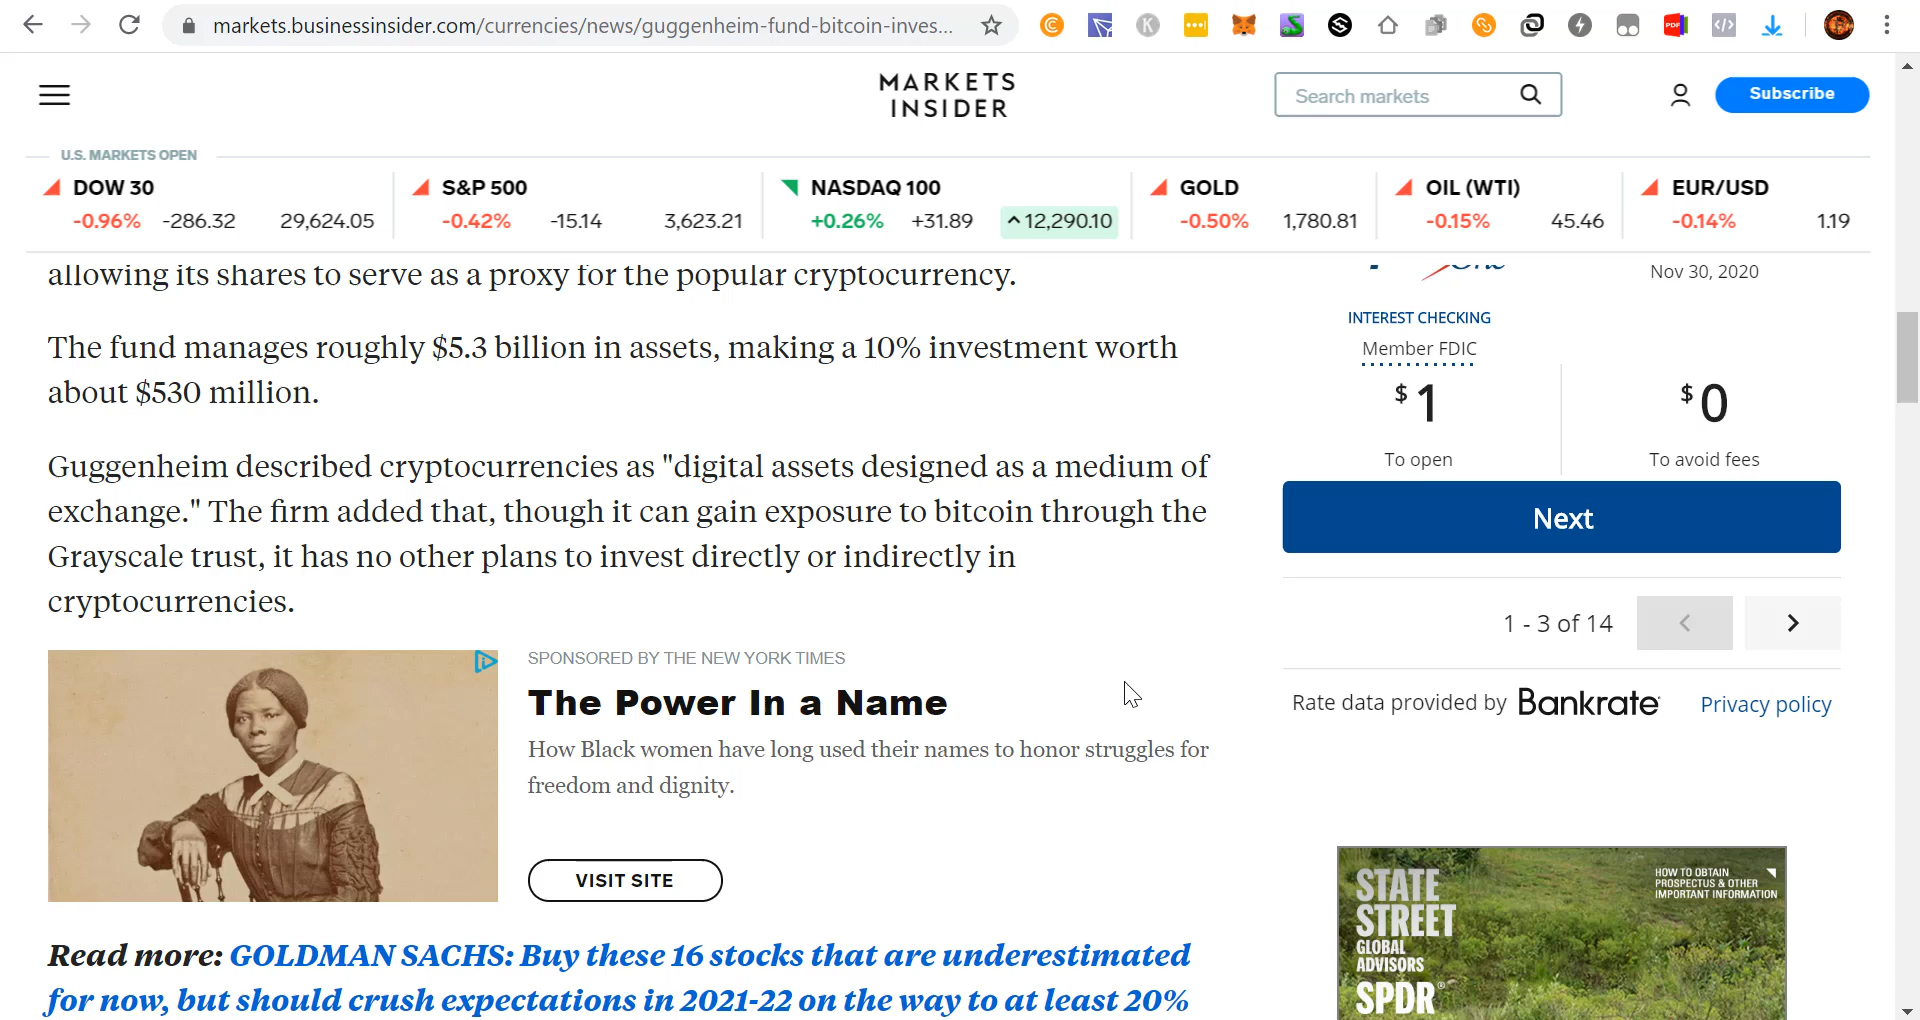 markets.businessinsider.com/currencies/news/guggenheim-fund-bitcoin-inves...
PDF
MARKETS
INSIDER
Search markets
Subscribe
U.S. MARKETS OPEN
DOW 30
-0.96% -286.32 29,624.05
S&P 500
-0.42% -15.14 3,623.21
NASDAQ 100
+0.26% +31.89 12,290.10
GOLD
-0.50% 1,780.81
OIL (WTI)
-0.15% 45.46
EUR/USD
-0.14% 1.19
allowing its shares to serve as a proxy for the popular cryptocurrency.
The fund manages roughly $5.3 billion in assets, making a 10% investment worth
about $530 million.
Guggenheim described cryptocurrencies as "digital assets designed as a medium of
exchange." The firm added that, though it can gain exposure to bitcoin through the
Grayscale trust, it has no other plans to invest directly or indirectly in
cryptocurrencies.
SPONSORED BY THE NEW YORK TIMES
The Power In a Name
How Black women have long used their names to honor struggles for
freedom and dignity.
VISIT SITE
Read more: GOLDMAN SACHS: Buy these 16 stocks that are underestimated
for now, but should crush expectations in 2021-22 on the way to at least 20%
Nov 30, 2020
INTEREST CHECKING
Member FDIC
$1
To open
$0
To avoid fees
Next
1 - 3 of 14
Rate data provided by Bankrate
Privacy policy
STATE
STREET
GLOBAL
ADVISORS
SPDR®
HOW TO OBTAIN
PROSPECTUS & OTHER
IMPORTANT INFORMATION